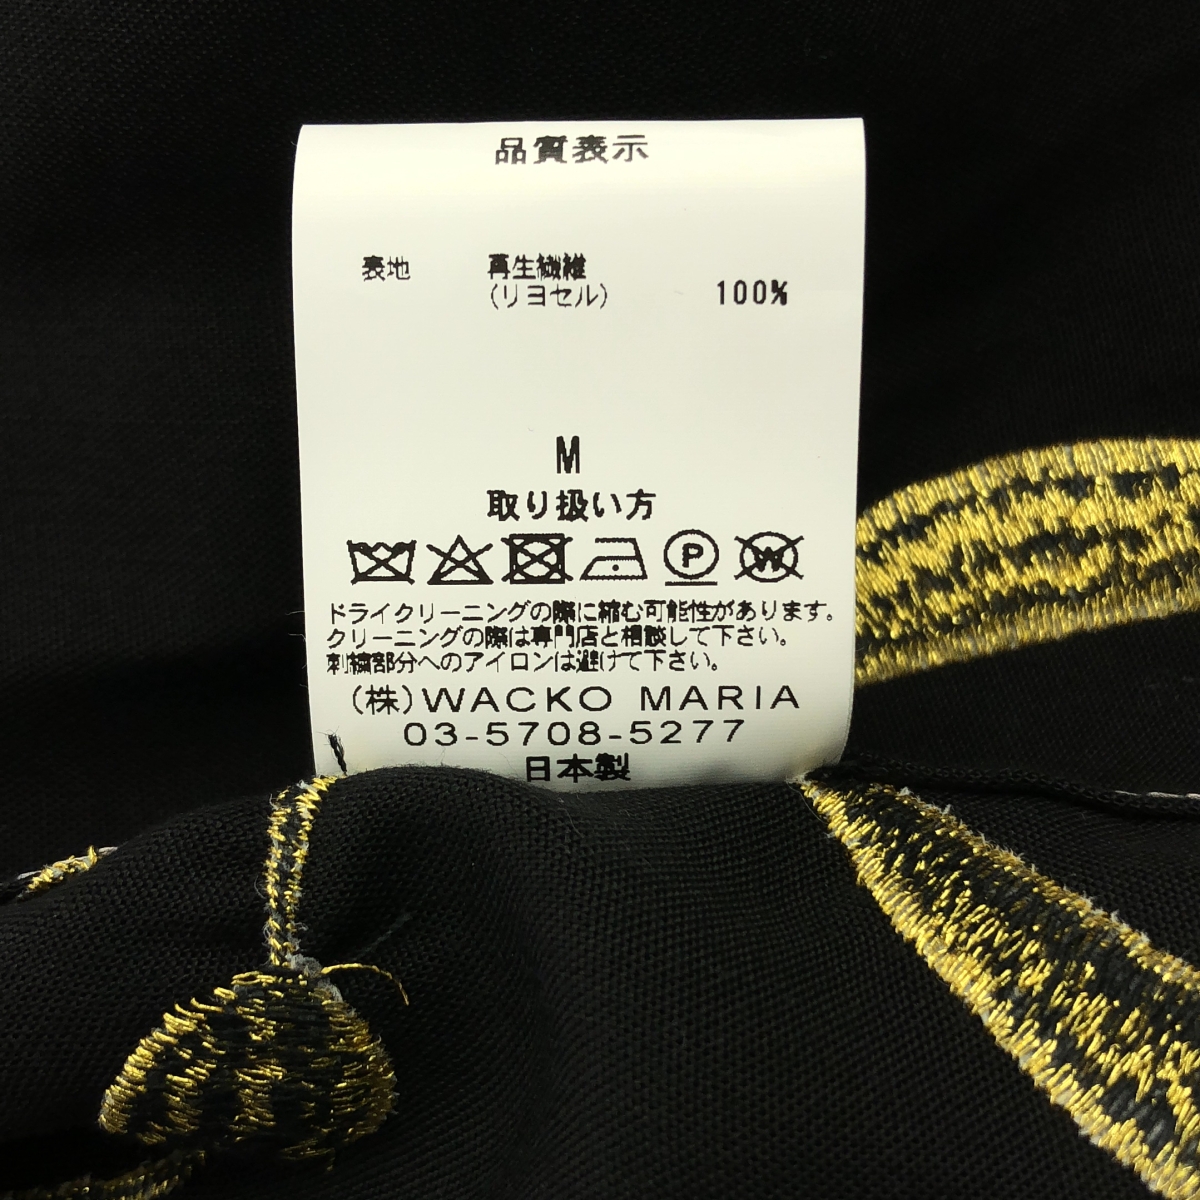 品質表示
表地 再生繊維
(リヨセル) 100%
M
取り扱い方
P W
ドライクリーニングの際に縮む可能性があります。
クリーニングの際は専門店と相談して下さい。
刺繍部分へのアイロンは避けて下さい。
(株)WACKO MARIA
03-5708-5277
日本製